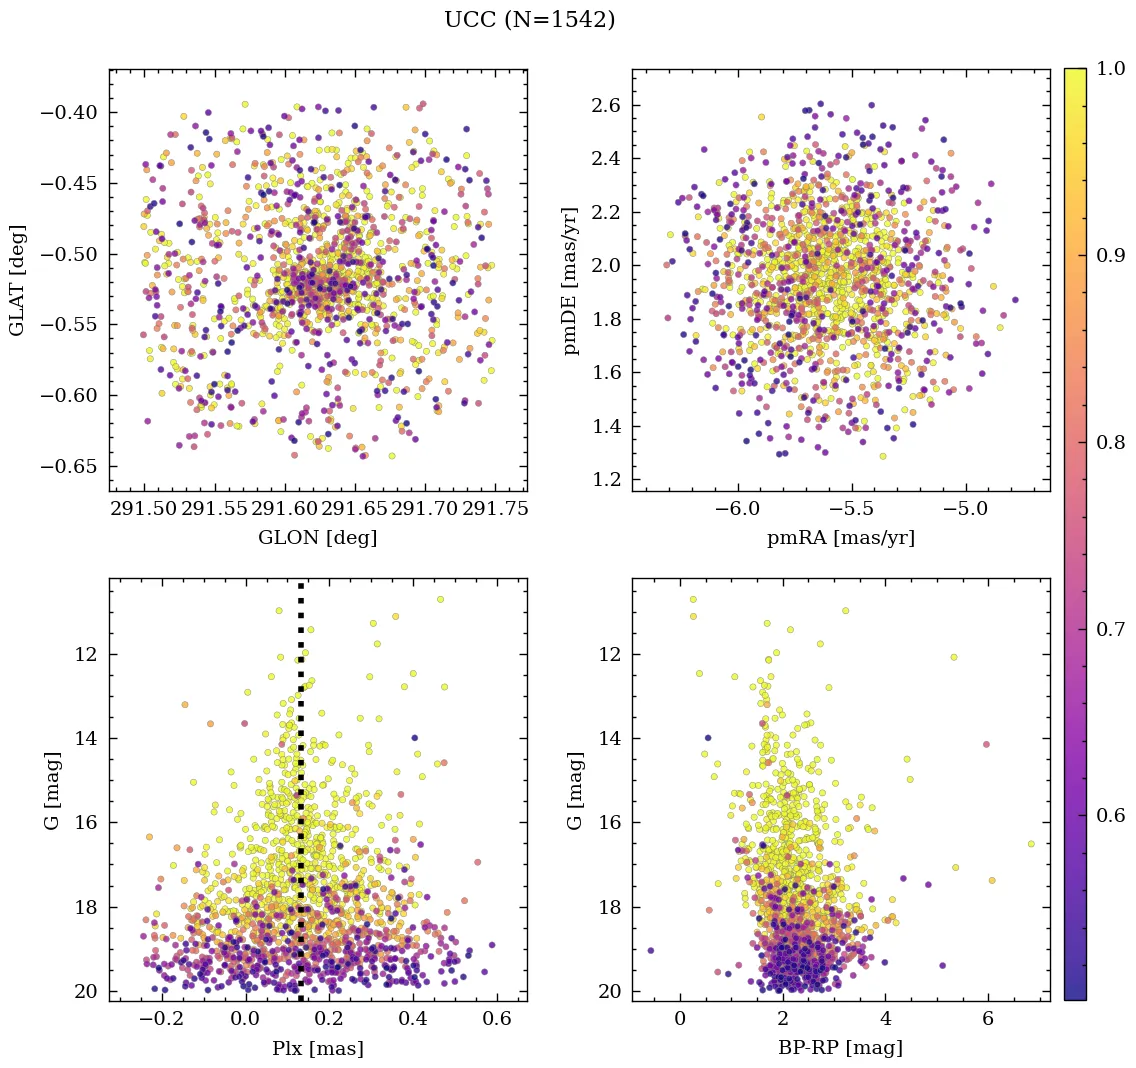 UCC (N=1542)
−0.40
−0.45
−0.50
−0.55
−0.60
−0.65
GLAT [deg]
291.50 291.55 291.60 291.65 291.70 291.75
GLON [deg]
2.6
2.4
2.2
2.0
1.8
1.6
1.4
1.2
pmDE [mas/yr]
−6.0 −5.5 −5.0
pmRA [mas/yr]
12
14
16
18
20
G [mag]
−0.2 0.0 0.2 0.4 0.6
Plx [mas]
12
14
16
18
20
G [mag]
0 2 4 6
BP-RP [mag]
1.0
0.9
0.8
0.7
0.6